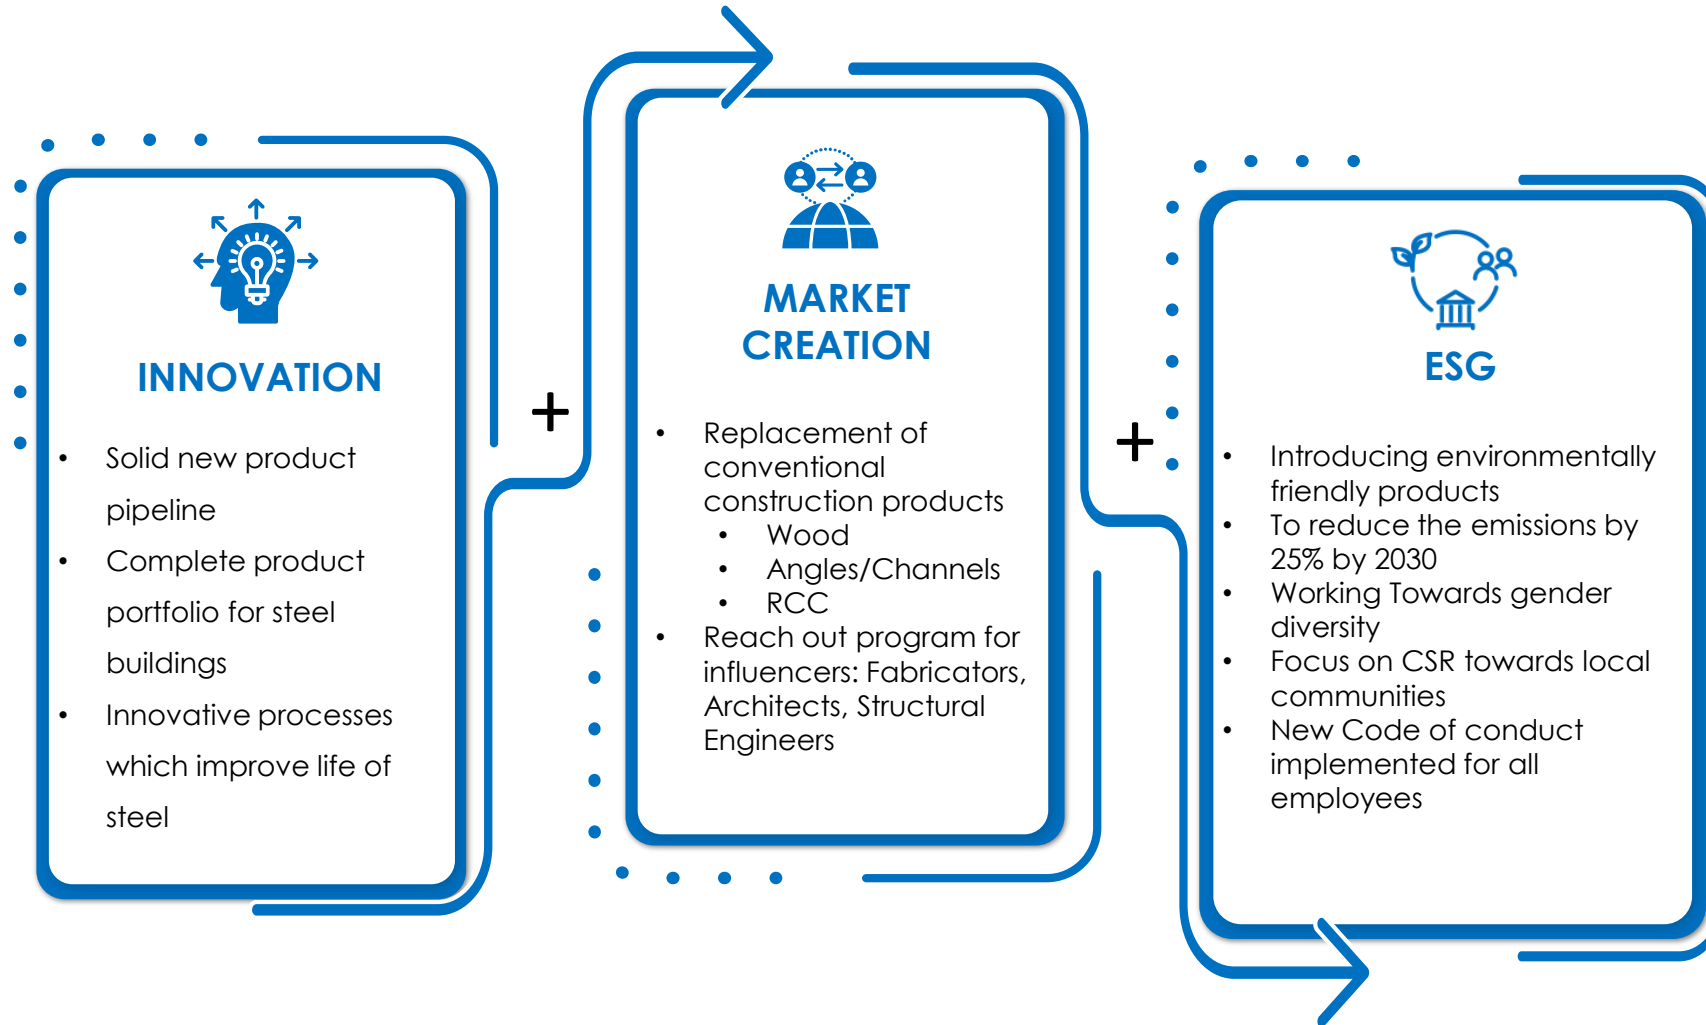 INNOVATION
• Solid new product
pipeline
• Complete product
portfolio for steel
buildings
• Innovative processes
which improve life of
steel
+
MARKET
CREATION
• Replacement of
conventional
construction products
• Wood
• Angles/Channels
• RCC
• Reach out program for
influencers: Fabricators,
Architects, Structural
Engineers
+
ESG
• Introducing environmentally
friendly products
• To reduce the emissions by
25% by 2030
• Working Towards gender
diversity
• Focus on CSR towards local
communities
• New Code of conduct
implemented for all
employees